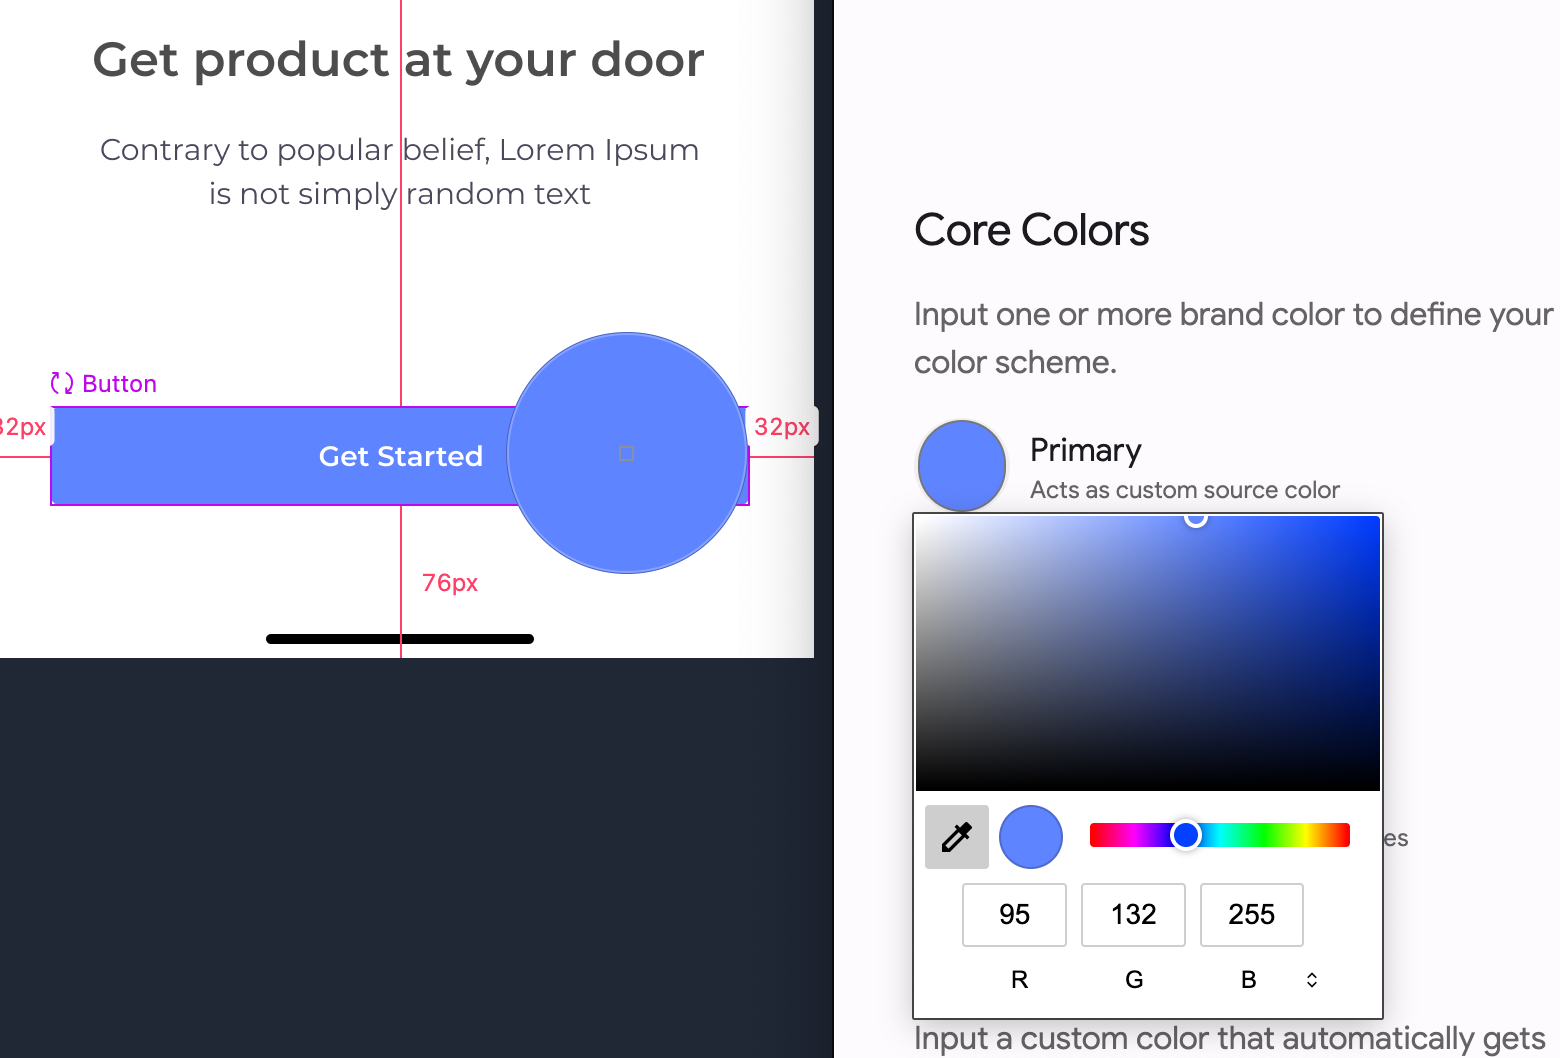 Get product at your door
Contrary to popular belief, Lorem Ipsum
is not simply random text
Button
32px
32px
Get Started
76px
Core Colors
Input one or more brand color to define your
color scheme.
Primary
Acts as custom source color
es
95 132 255
R G B
Input a custom color that automatically gets